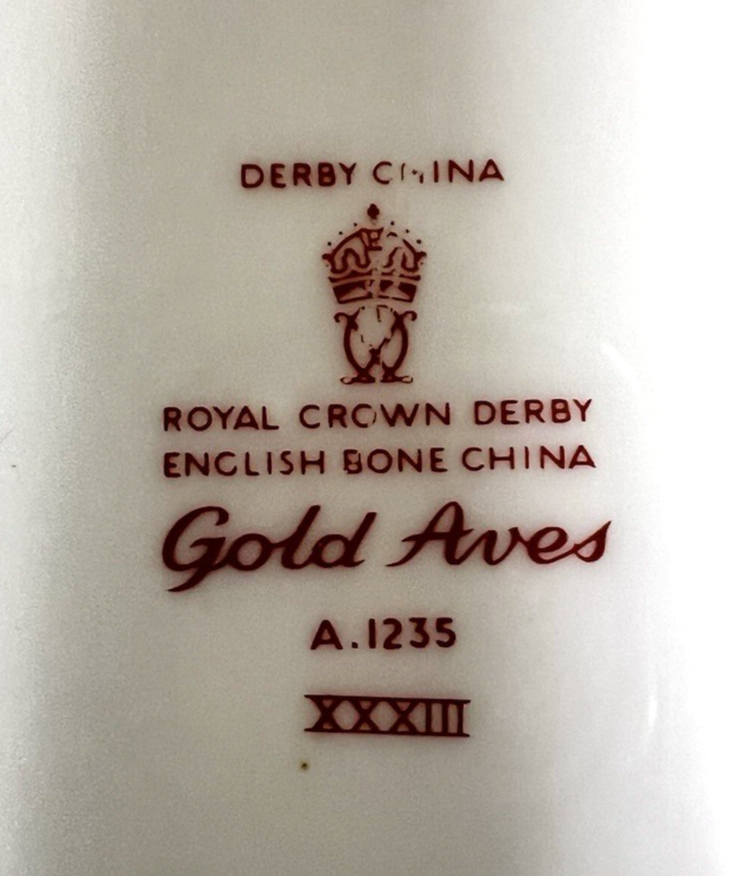 DERBY CHINA
ROYAL CROWN DERBY
ENGLISH BONE CHINA
Gold Aves
A.1235
XXXIII